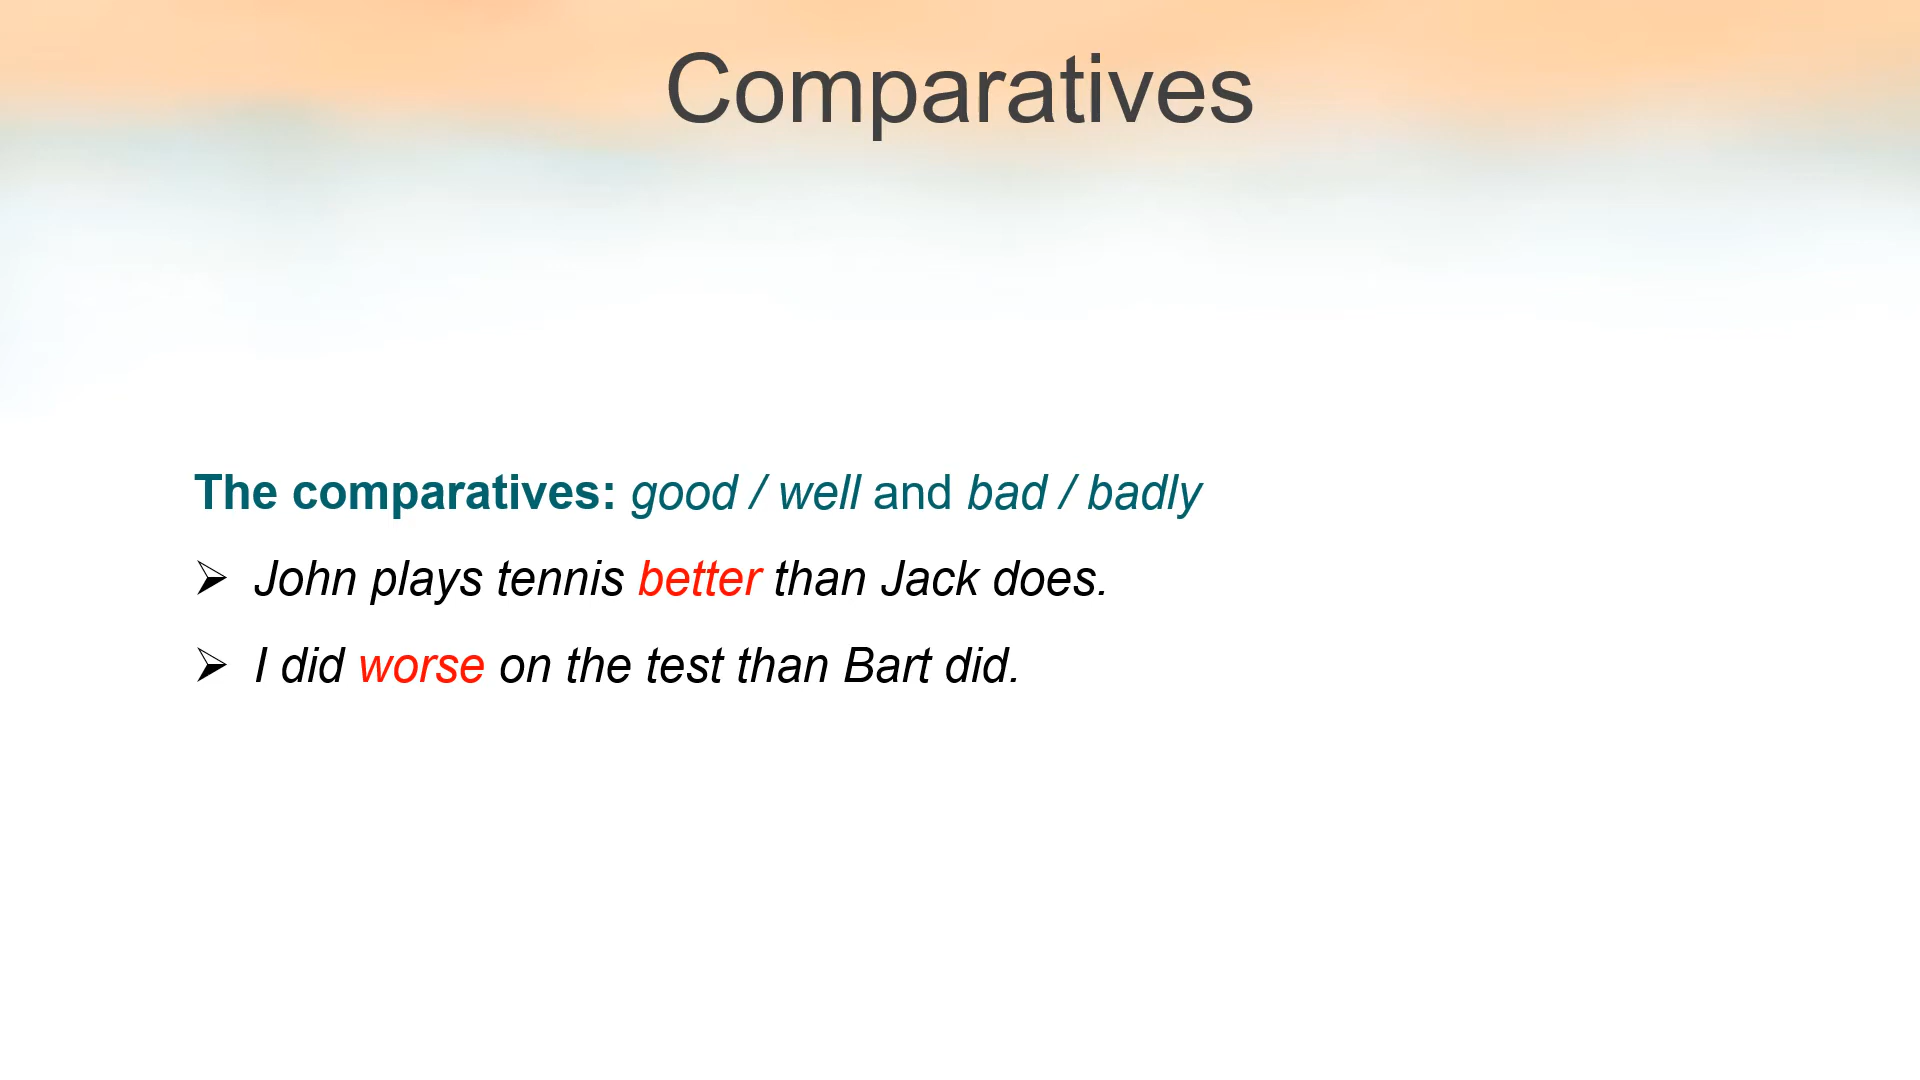 Comparatives
The comparatives: good / well and bad / badly
➢ John plays tennis better than Jack does.
➢ I did worse on the test than Bart did.